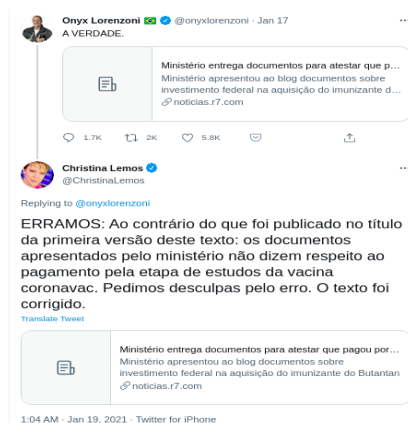 Onyx Lorenzoni 🇧🇷 @onyxlorenzoni · Jan 17 ...
A VERDADE.
Ministério entrega documentos para atestar que p...
Ministério apresentou ao blog documentos sobre
investimento federal na aquisição do imunizante d...
noticias.r7.com
1.7K 2K 5.8K
Christina Lemos ...
@ChristinaLemos
Replying to @onyxlorenzoni
ERRAMOS: Ao contrário do que foi publicado no título
da primeira versão deste texto: os documentos
apresentados pelo ministério não dizem respeito ao
pagamento pela etapa de estudos da vacina
coronavac. Pedimos desculpas pelo erro. O texto foi
corrigido.
Translate Tweet
Ministério entrega documentos para atestar que pagou por...
Ministério apresentou ao blog documentos sobre
investimento federal na aquisição do imunizante do Butantan
noticias.r7.com
1:04 AM · Jan 19, 2021 · Twitter for iPhone